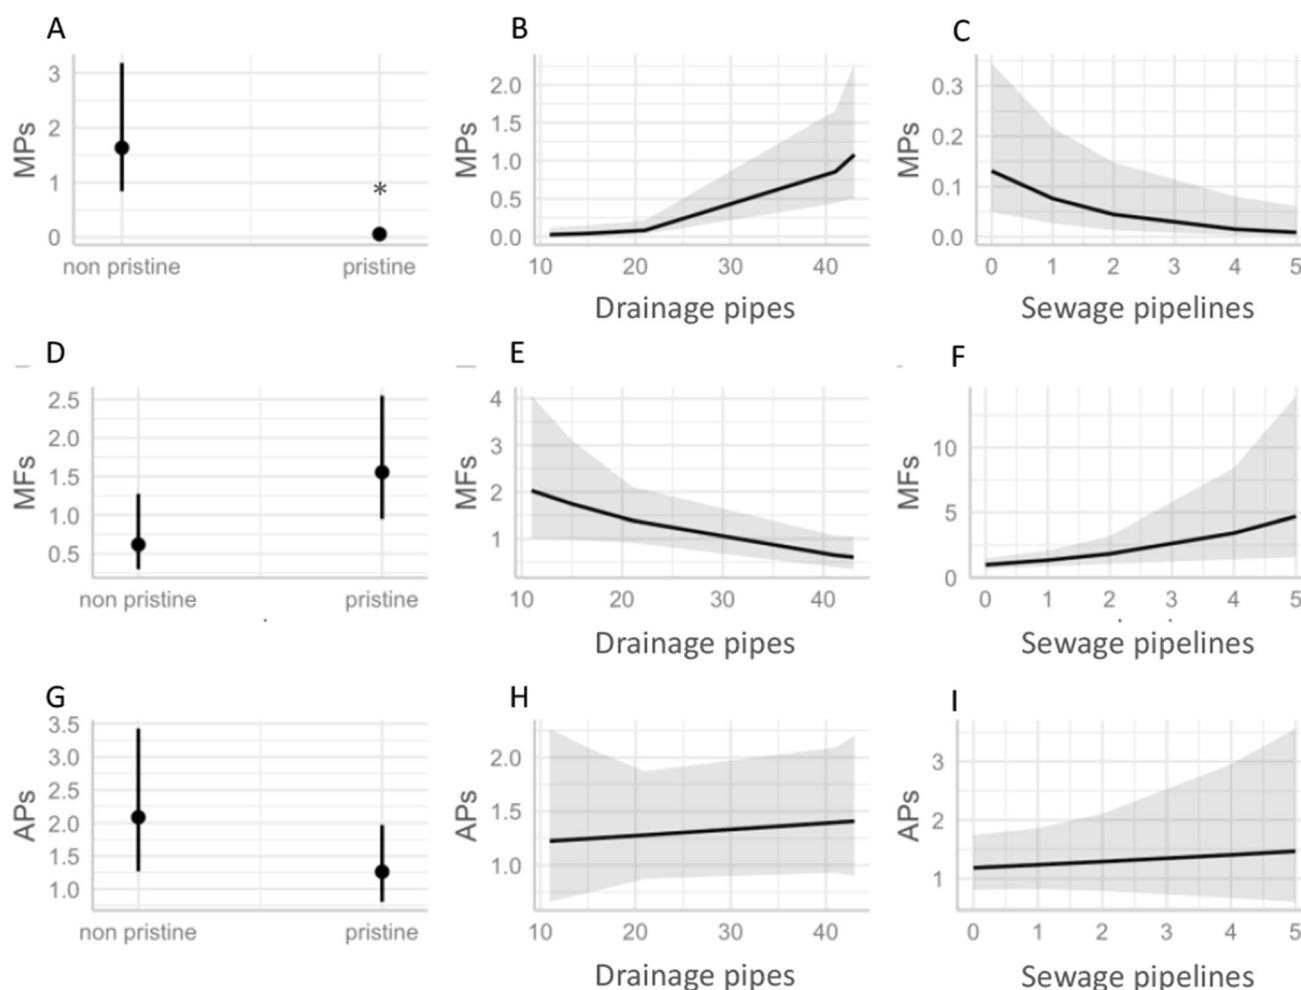 A
B
C
MPs
3
2
1
0
*
non pristine
pristine
MPs
2.0
1.5
1.0
0.5
0.0
10
20
30
40
Drainage pipes
MPs
0.3
0.2
0.1
0.0
0
1
2
3
4
5
Sewage pipelines
D
E
F
MFs
2.5
2.0
1.5
1.0
0.5
non pristine
pristine
MFs
4
3
2
1
10
20
30
40
Drainage pipes
MFs
10
5
0
0
1
2
3
4
5
Sewage pipelines
G
H
I
APs
3.5
3.0
2.5
2.0
1.5
1.0
non pristine
pristine
APs
2.0
1.5
1.0
10
20
30
40
Drainage pipes
APs
3
2
1
0
1
2
3
4
5
Sewage pipelines